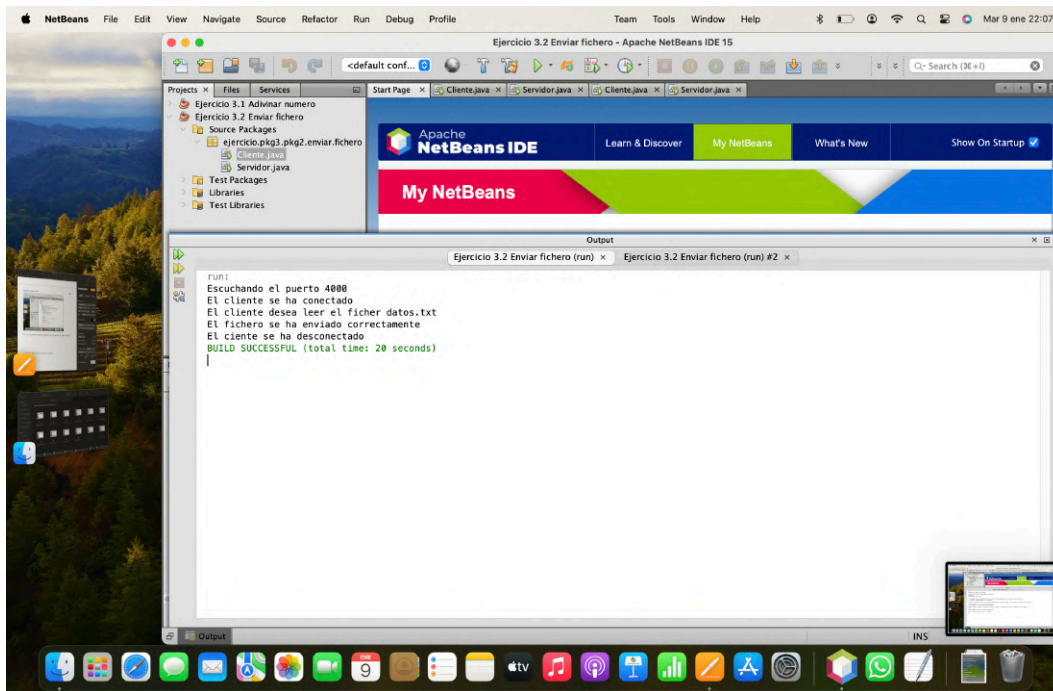 NetBeans File Edit View Navigate Source Refactor Run Debug Profile Team Tools Window Help Mar 9 ene 22:07
Ejercicio 3.2 Enviar fichero - Apache NetBeans IDE 15
<default conf... Search (⌘+I)
Projects Files Services Start Page Cliente.java Servidor.java Cliente.java Servidor.java
Ejercicio 3.1 Adivinar numero
Ejercicio 3.2 Enviar fichero
Source Packages
ejercicio.pkg3.pkg2.enviar.fichero
Cliente.java
Servidor.java
Test Packages
Libraries
Test Libraries
Apache
NetBeans IDE
Learn & Discover My NetBeans What's New Show On Startup
My NetBeans
Output
Ejercicio 3.2 Enviar fichero (run) Ejercicio 3.2 Enviar fichero (run) #2
run:
Escuchando el puerto 4000
El cliente se ha conectado
El cliente desea leer el ficher datos.txt
El fichero se ha enviado correctamente
El ciente se ha desconectado
BUILD SUCCESSFUL (total time: 20 seconds)
Output INS
ENE
9
tv